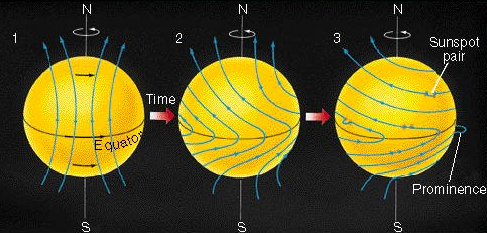 N
N
N
1
2
3
Sunspot
pair
Time
Equator
Prominence
S
S
S